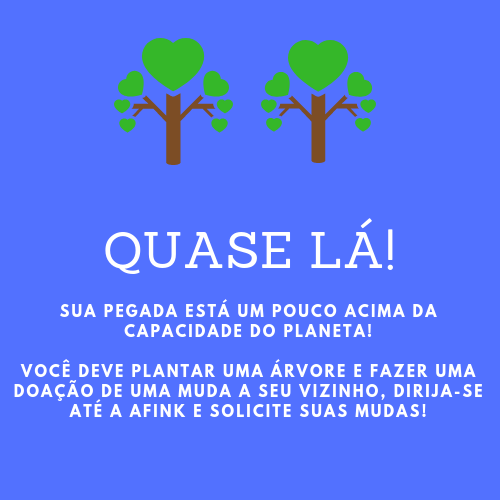 QUASE LÁ!
SUA PEGADA ESTÁ UM POUCO ACIMA DA
CAPACIDADE DO PLANETA!
VOCÊ DEVE PLANTAR UMA ÁRVORE E FAZER UMA
DOAÇÃO DE UMA MUDA A SEU VIZINHO, DIRIJA-SE
ATÉ A AFINK E SOLICITE SUAS MUDAS!